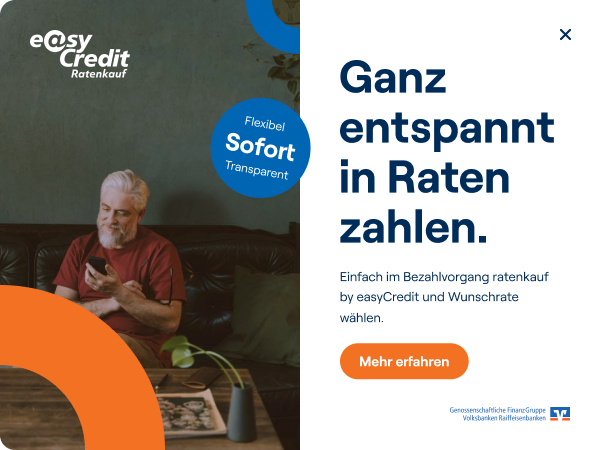 e@sy
Credit
Ratenkauf
Flexibel
Sofort
Transparent
Ganz
entspannt
in Raten
zahlen.
Einfach im Bezahlvorgang ratenkauf
by easyCredit und Wunschrate
wählen.
Mehr erfahren
Genossenschaftliche FinanzGruppe
Volksbanken Raiffeisenbanken